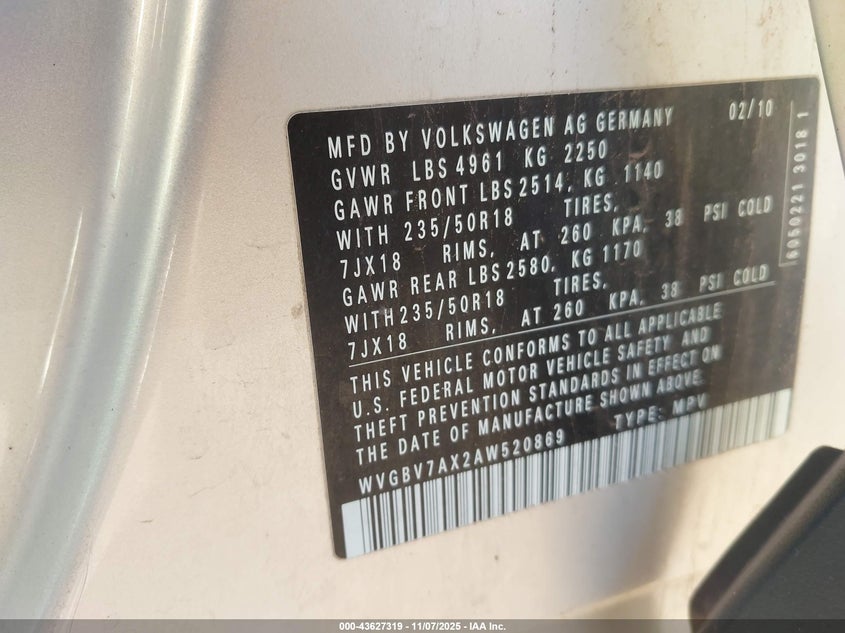 MFD BY VOLKSWAGEN AG GERMANY 02/10
GVWR LBS 4961 KG 2250
GAWR FRONT LBS 2514, KG 1140
WITH 235/50R18 TIRES,
7JX18 RIMS, AT 260 KPA, 38 PSI COLD
GAWR REAR LBS 2580, KG 1170
WITH 235/50R18 TIRES,
7JX18 RIMS, AT 260 KPA, 38 PSI COLD
THIS VEHICLE CONFORMS TO ALL APPLICABLE
U.S. FEDERAL MOTOR VEHICLE SAFETY AND
THEFT PREVENTION STANDARDS IN EFFECT ON
THE DATE OF MANUFACTURE SHOWN ABOVE.
WVGBV7AX2AW520869 TYPE: MPV
6060221 3018 1
000-43627319 - 11/07/2025 - IAA Inc.